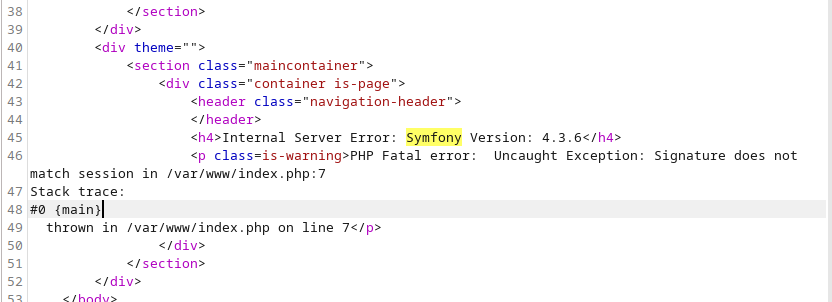 38 </section>
39 </div>
40 <div theme="">
41 <section class="maincontainer">
42 <div class="container is-page">
43 <header class="navigation-header">
44 </header>
45 <h4>Internal Server Error: Symfony Version: 4.3.6</h4>
46 <p class=is-warning>PHP Fatal error:  Uncaught Exception: Signature does not
match session in /var/www/index.php:7
47 Stack trace:
48 #0 {main}
49 thrown in /var/www/index.php on line 7</p>
50 </div>
51 </section>
52 </div>
53 </body>